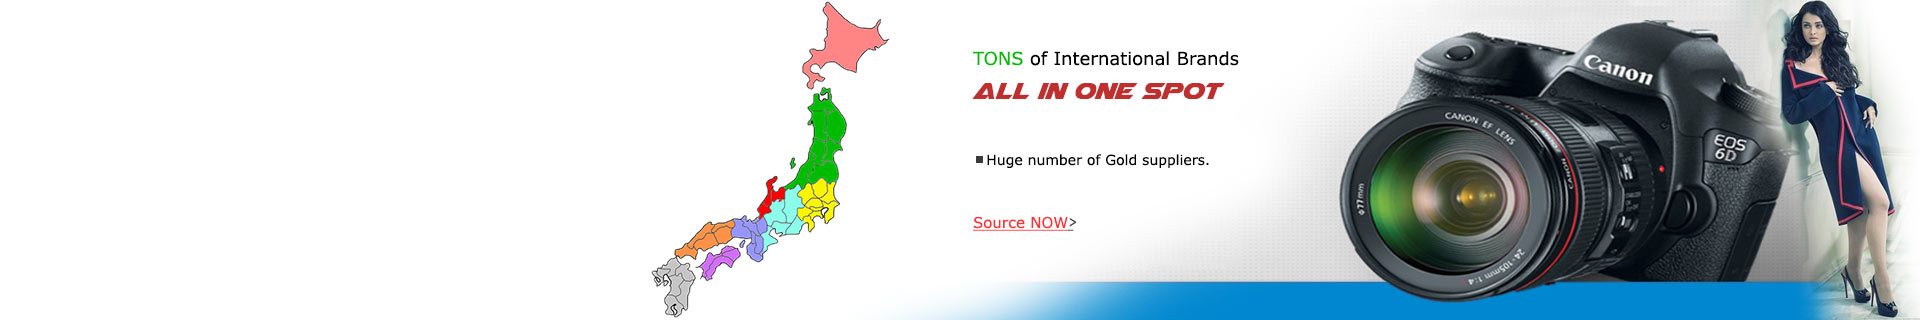 TONS of International Brands
ALL IN ONE SPOT
Huge number of Gold suppliers.
Source NOW>
Canon
EOS
6D
CANON EF LENS
24-105mm 1:4
ø77mm